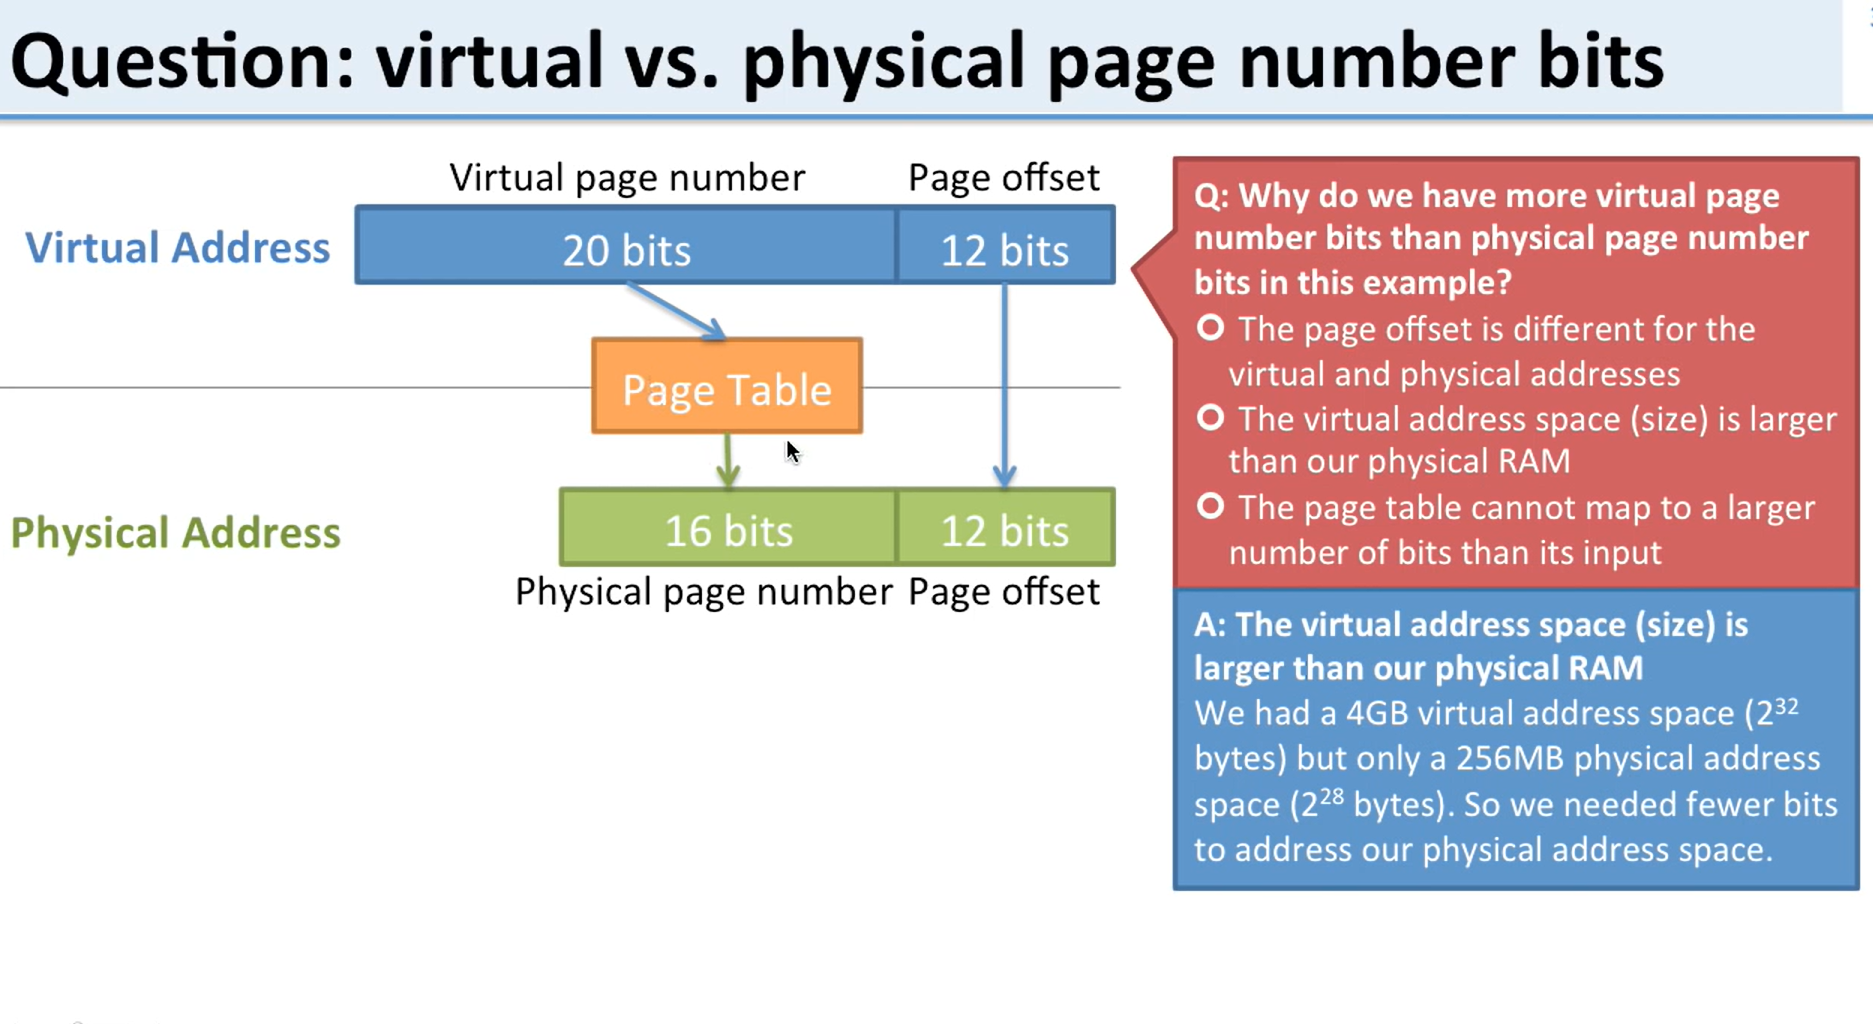 Question: virtual vs. physical page number bits
Virtual page number
Page offset
Virtual Address
20 bits
12 bits
Page Table
Physical Address
16 bits
12 bits
Physical page number
Page offset
Q: Why do we have more virtual page
number bits than physical page number
bits in this example?
The page offset is different for the
virtual and physical addresses
The virtual address space (size) is larger
than our physical RAM
The page table cannot map to a larger
number of bits than its input
A: The virtual address space (size) is
larger than our physical RAM
We had a 4GB virtual address space (2³²
bytes) but only a 256MB physical address
space (2²⁸ bytes). So we needed fewer bits
to address our physical address space.